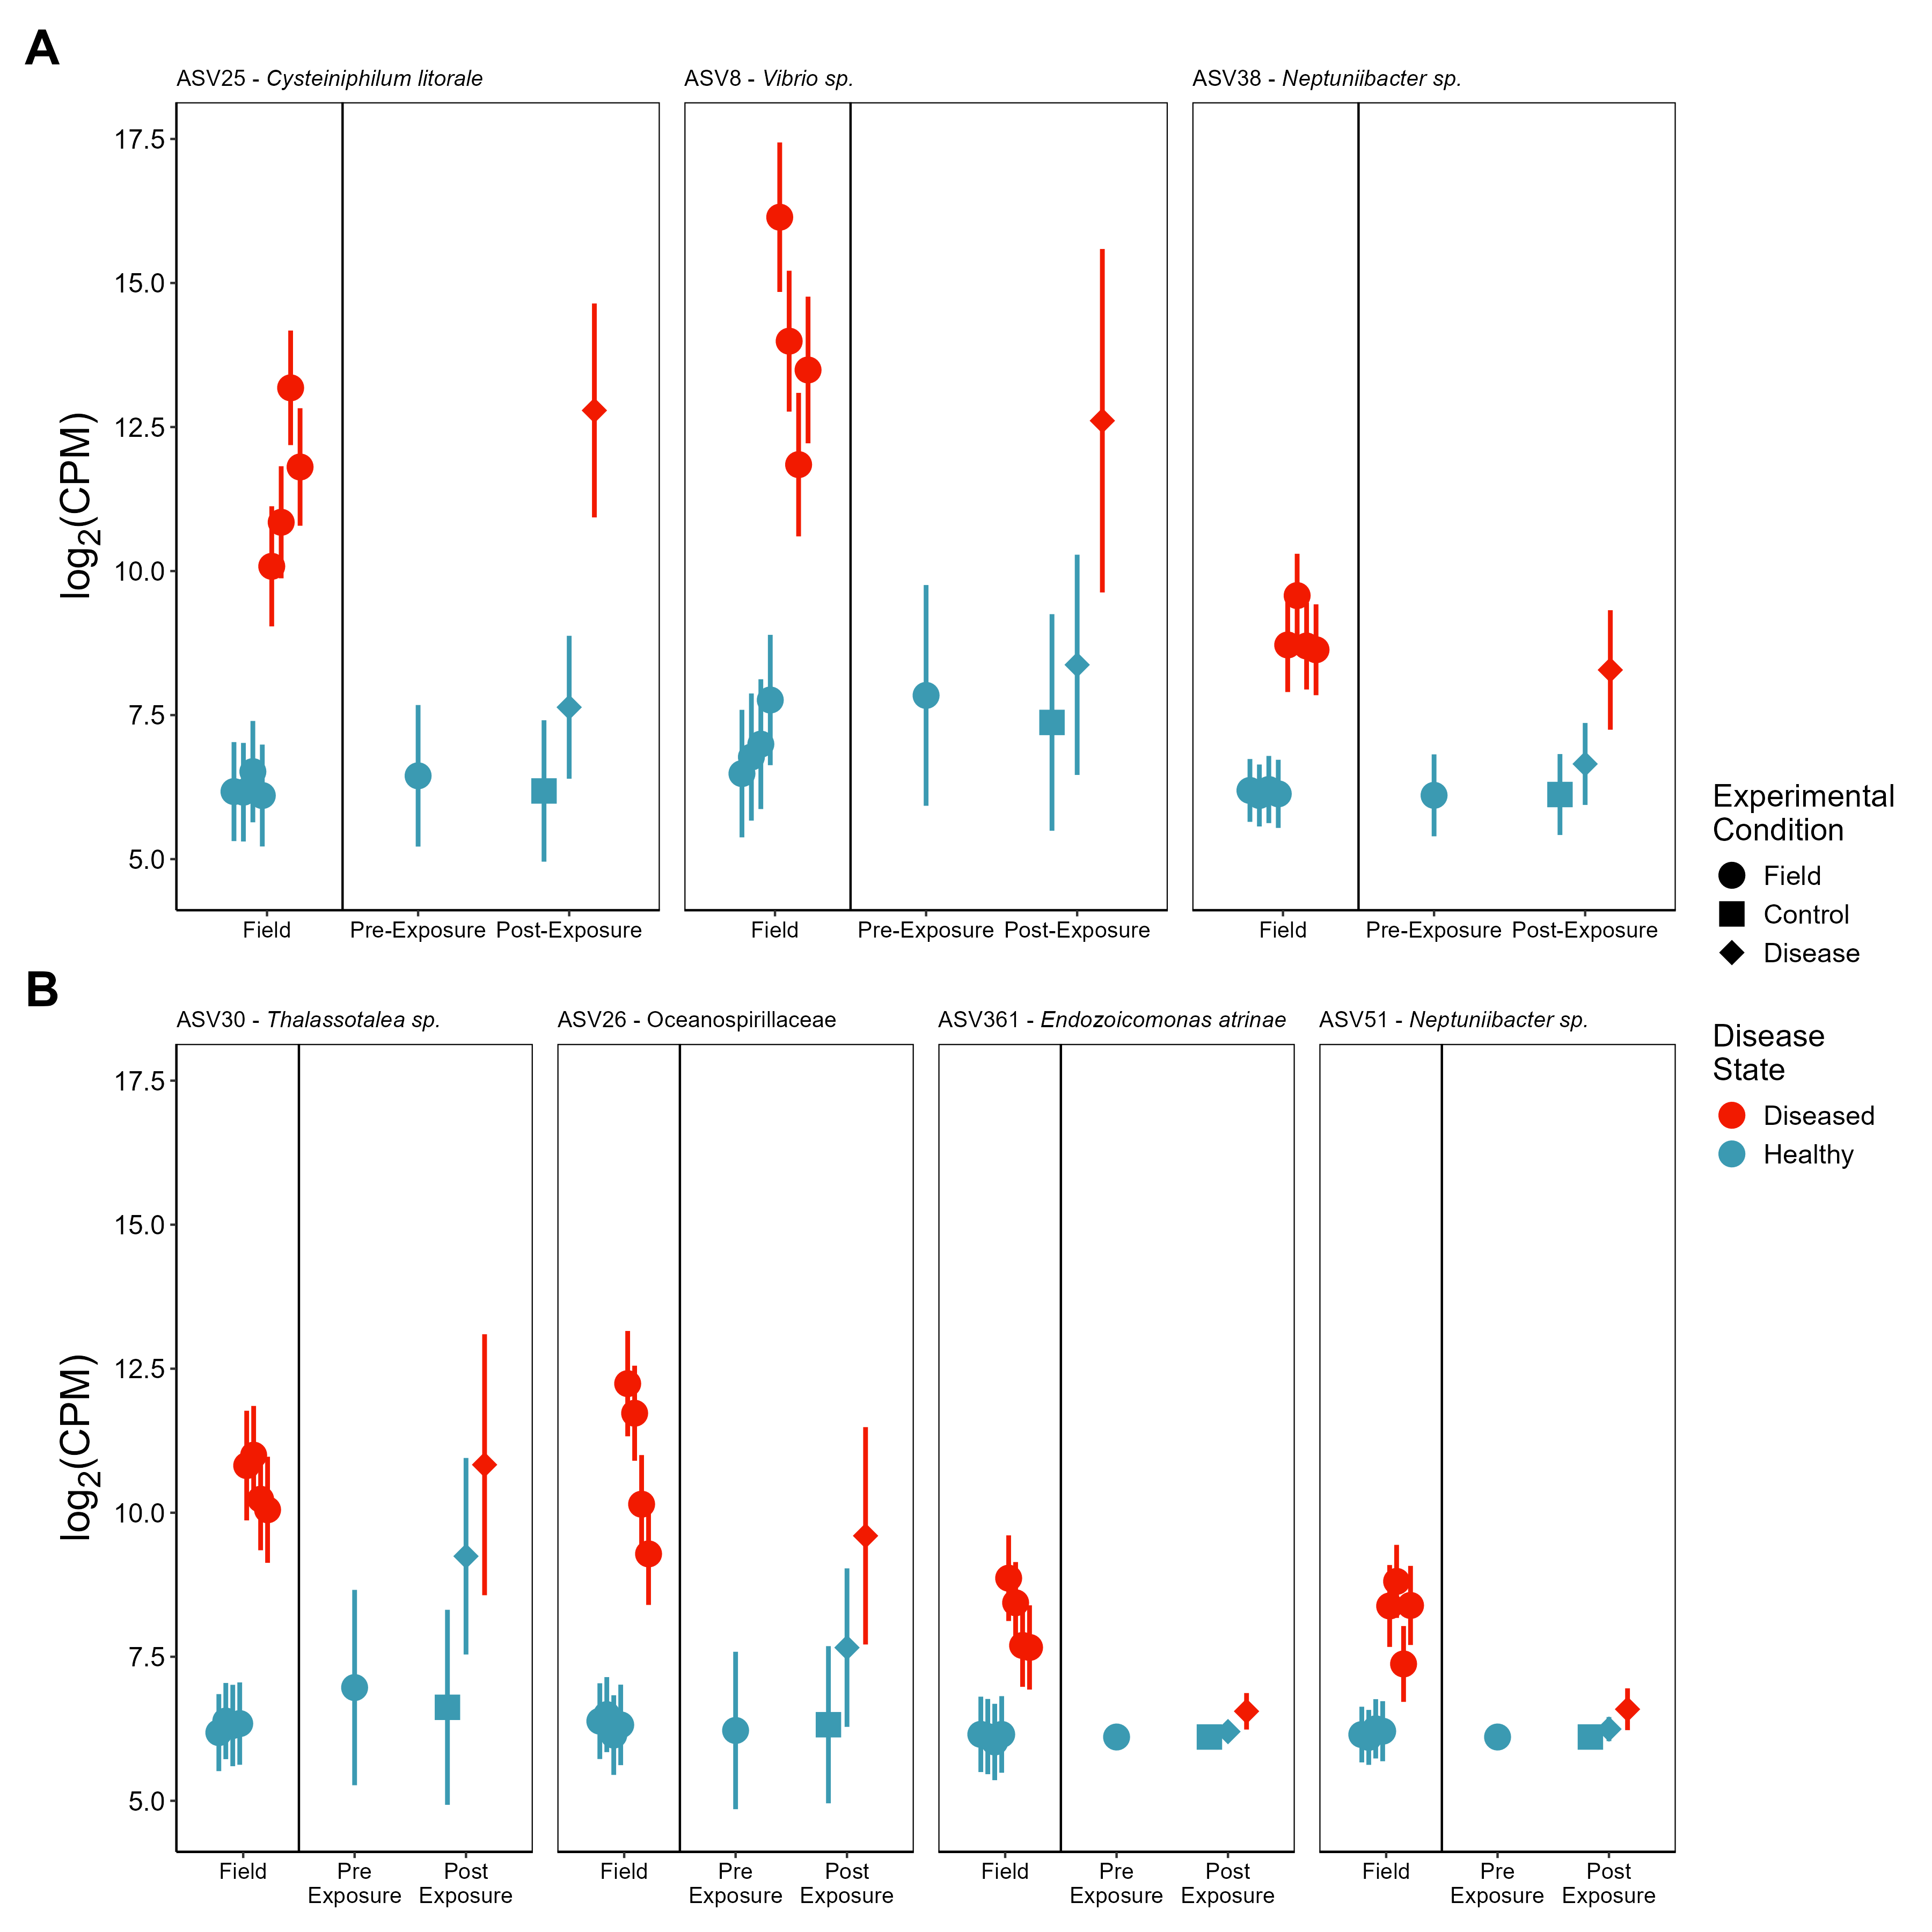 A
ASV25 - Cysteiniphilum litorale
ASV8 - Vibrio sp.
ASV38 - Neptuniibacter sp.
17.5
15.0
12.5
10.0
7.5
5.0
log2(CPM)
Field
Pre-Exposure
Post-Exposure
Field
Pre-Exposure
Post-Exposure
Field
Pre-Exposure
Post-Exposure
Experimental
Condition
Field
Control
Disease
Disease
State
Diseased
Healthy
B
ASV30 - Thalassotalea sp.
ASV26 - Oceanospirillaceae
ASV361 - Endozoicomonas atrinae
ASV51 - Neptuniibacter sp.
17.5
15.0
12.5
10.0
7.5
5.0
log2(CPM)
Field
Pre
Exposure
Post
Exposure
Field
Pre
Exposure
Post
Exposure
Field
Pre
Exposure
Post
Exposure
Field
Pre
Exposure
Post
Exposure